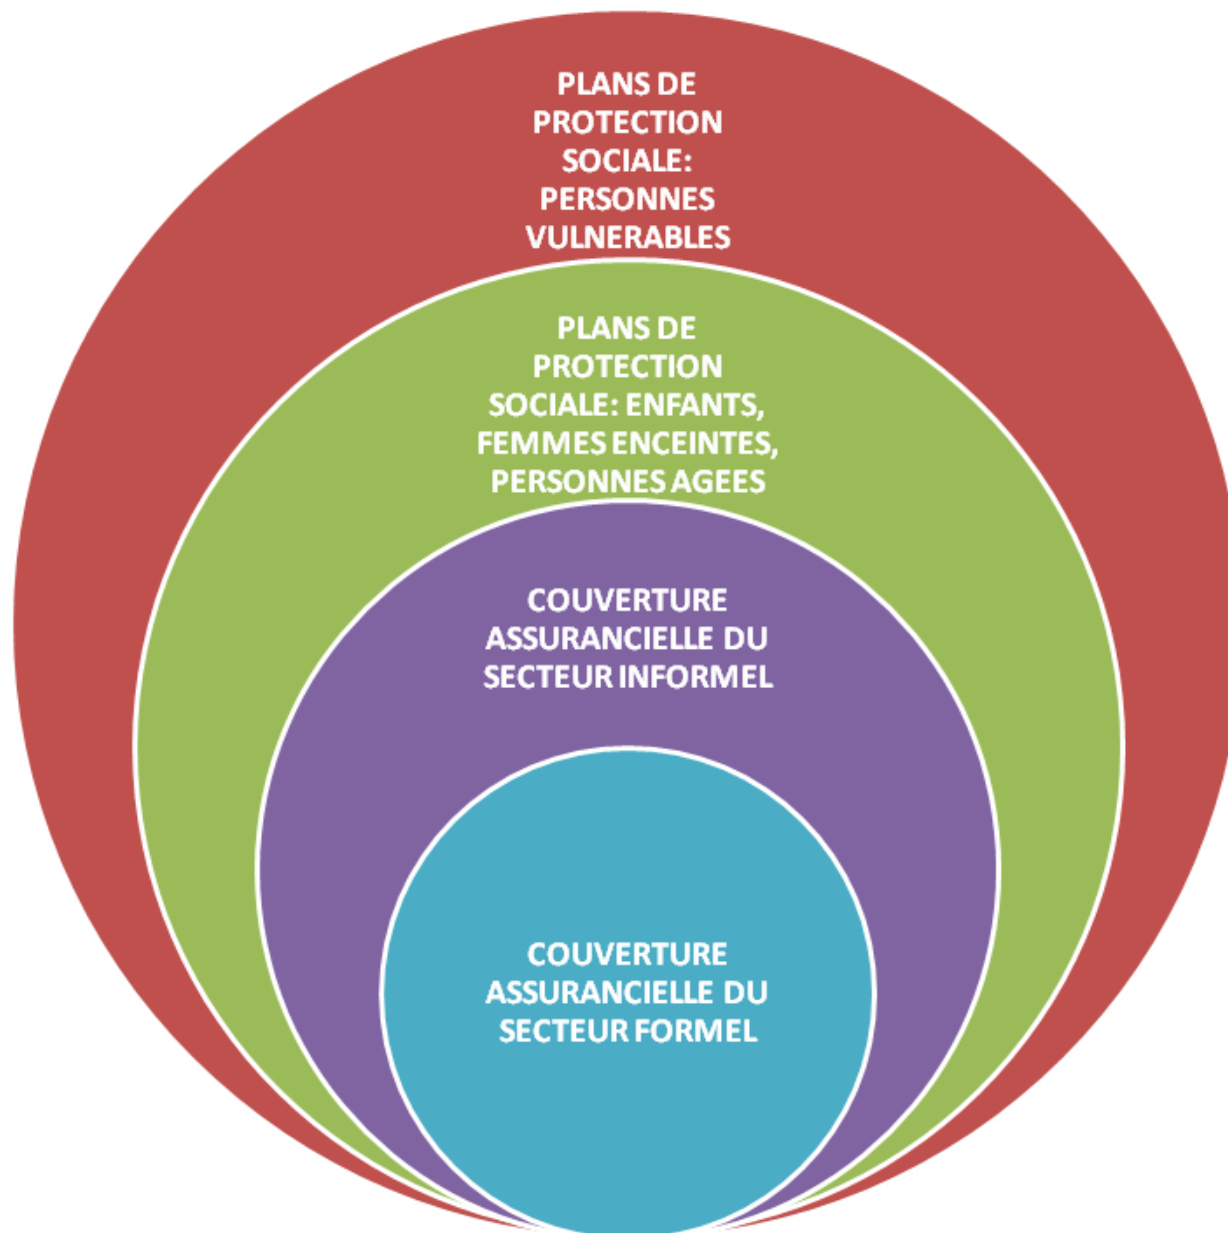 PLANS DE
PROTECTION
SOCIALE:
PERSONNES
VULNERABLES
PLANS DE
PROTECTION
SOCIALE: ENFANTS,
FEMMES ENCEINTES,
PERSONNES AGEES
COUVERTURE
ASSURANCIELLE DU
SECTEUR INFORMEL
COUVERTURE
ASSURANCIELLE DU
SECTEUR FORMEL